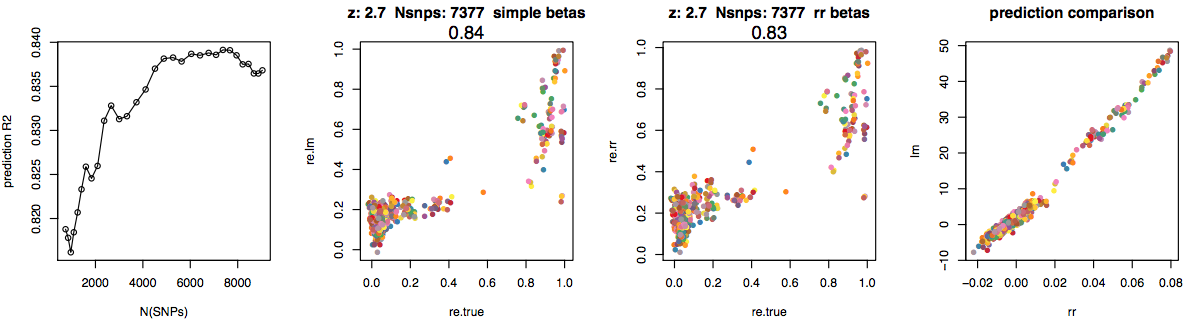 prediction R2
0.840
0.835
0.830
0.825
0.820
2000 4000 6000 8000
N(SNPs)
z: 2.7 Nsnps: 7377 simple betas
0.84
re.lm
1.0
0.8
0.6
0.4
0.2
0.0
0.0 0.2 0.4 0.6 0.8 1.0
re.true
z: 2.7 Nsnps: 7377 rr betas
0.83
re.rr
1.0
0.8
0.6
0.4
0.2
0.0
0.0 0.2 0.4 0.6 0.8 1.0
re.true
prediction comparison
lm
50
40
30
20
10
0
−10
−0.02 0.00 0.02 0.04 0.06 0.08
rr